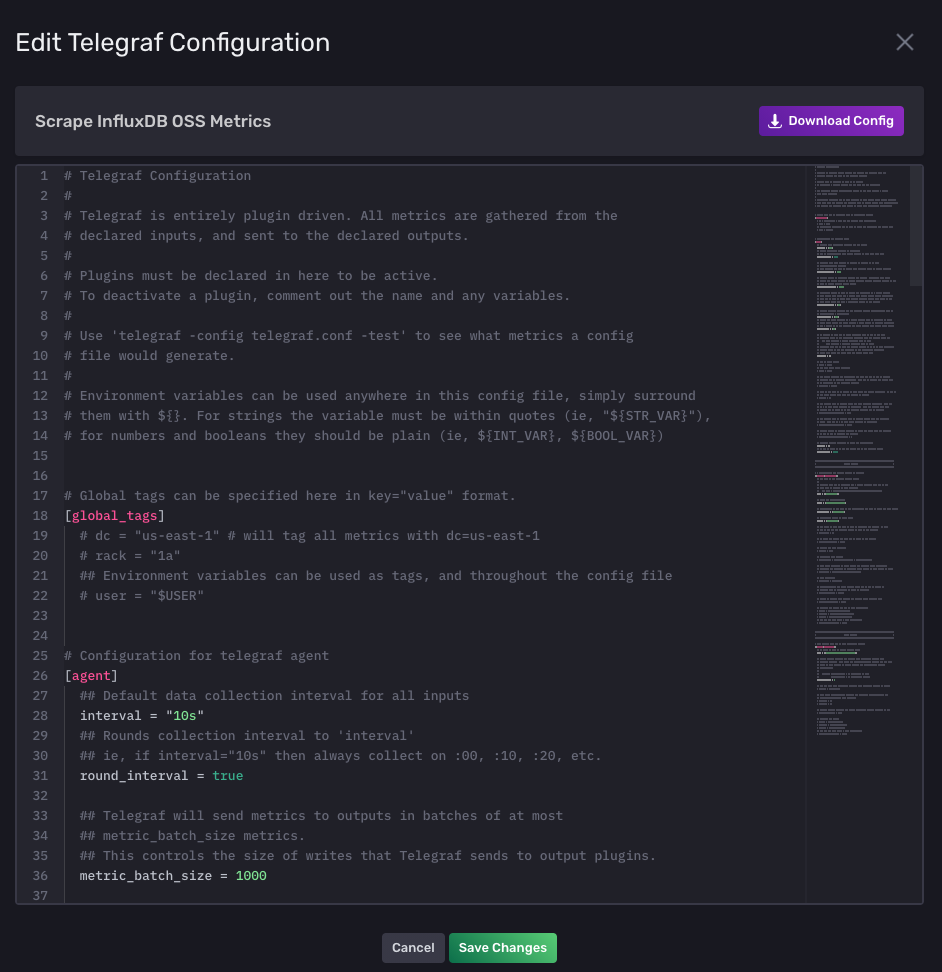 Edit Telegraf Configuration
Scrape InfluxDB OSS Metrics
Download Config
1 # Telegraf Configuration
2 #
3 # Telegraf is entirely plugin driven. All metrics are gathered from the
4 # declared inputs, and sent to the declared outputs.
5 #
6 # Plugins must be declared in here to be active.
7 # To deactivate a plugin, comment out the name and any variables.
8 #
9 # Use 'telegraf -config telegraf.conf -test' to see what metrics a config
10 # file would generate.
11 #
12 # Environment variables can be used anywhere in this config file, simply surround
13 # them with ${}. For strings the variable must be within quotes (ie, "${STR_VAR}"),
14 # for numbers and booleans they should be plain (ie, ${INT_VAR}, ${BOOL_VAR})
15
16
17 # Global tags can be specified here in key="value" format.
18 [global_tags]
19 # dc = "us-east-1" # will tag all metrics with dc=us-east-1
20 # rack = "1a"
21 ## Environment variables can be used as tags, and throughout the config file
22 # user = "$USER"
23
24
25 # Configuration for telegraf agent
26 [agent]
27 ## Default data collection interval for all inputs
28 interval = "10s"
29 ## Rounds collection interval to 'interval'
30 ## ie, if interval="10s" then always collect on :00, :10, :20, etc.
31 round_interval = true
32
33 ## Telegraf will send metrics to outputs in batches of at most
34 ## metric_batch_size metrics.
35 ## This controls the size of writes that Telegraf sends to output plugins.
36 metric_batch_size = 1000
37
Cancel
Save Changes